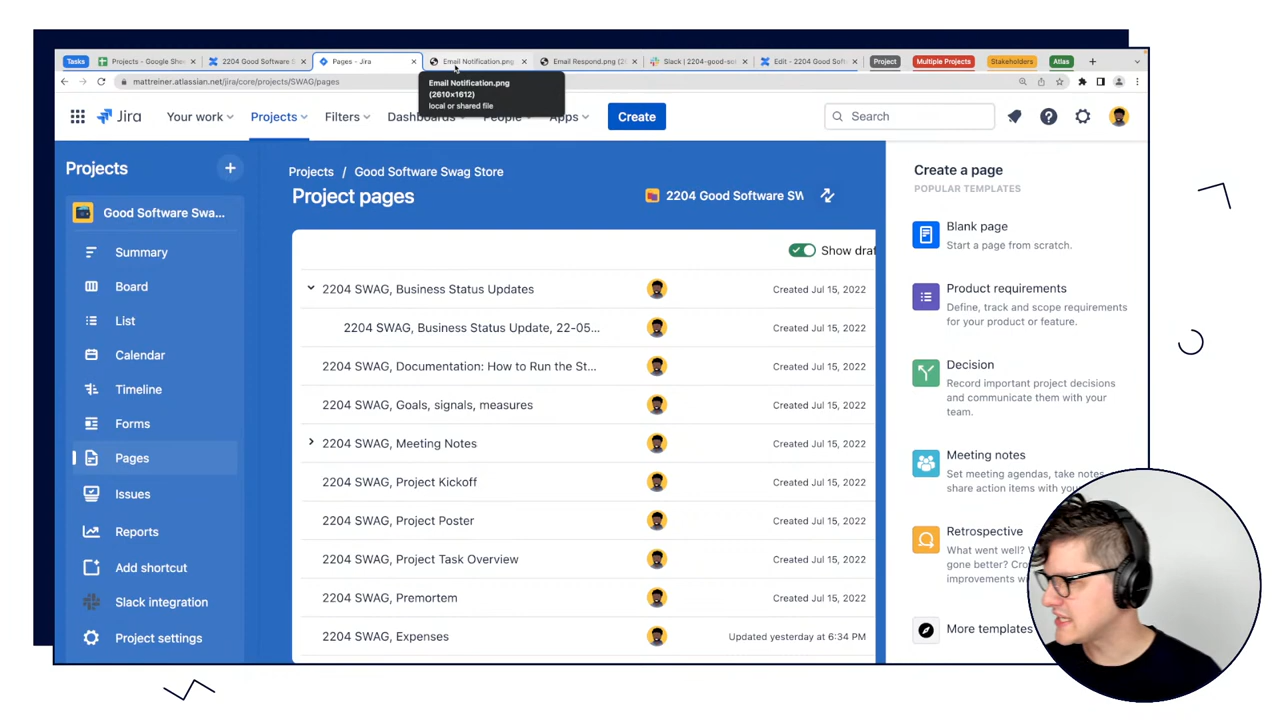 Tasks
Projects - Google She
2204 Good Software S
Pages - Jira
Email Notification.png
Email Respond.png (2
Slack | 2204-good-so
Edit - 2204 Good Soft
Project
Multiple Projects
Stakeholders
Atlas
mattreiner.atlassian.net/jira/core/projects/SWAG/pages
Email Notification.png
(2610×1612)
local or shared file
Jira
Your work
Projects
Filters
Dashboards
People
Apps
Create
Search
Projects
Good Software Swa...
Summary
Board
List
Calendar
Timeline
Forms
Pages
Issues
Reports
Add shortcut
Slack integration
Project settings
Projects / Good Software Swag Store
Project pages
2204 Good Software SW
Show draf
2204 SWAG, Business Status Updates
Created Jul 15, 2022
2204 SWAG, Business Status Update, 22-05...
Created Jul 15, 2022
2204 SWAG, Documentation: How to Run the St...
Created Jul 15, 2022
2204 SWAG, Goals, signals, measures
Created Jul 15, 2022
2204 SWAG, Meeting Notes
Created Jul 15, 2022
2204 SWAG, Project Kickoff
Created Jul 15, 2022
2204 SWAG, Project Poster
Created Jul 15, 2022
2204 SWAG, Project Task Overview
Created Jul 15, 2022
2204 SWAG, Premortem
Created Jul 15, 2022
2204 SWAG, Expenses
Updated yesterday at 6:34 PM
Create a page
POPULAR TEMPLATES
Blank page
Start a page from scratch.
Product requirements
Define, track and scope requirements
for your product or feature.
Decision
Record important project decisions
and communicate them with your
team.
Meeting notes
Set meeting agendas, take notes
share action items with
Retrospective
What went well?
gone better?
improvements
More templates